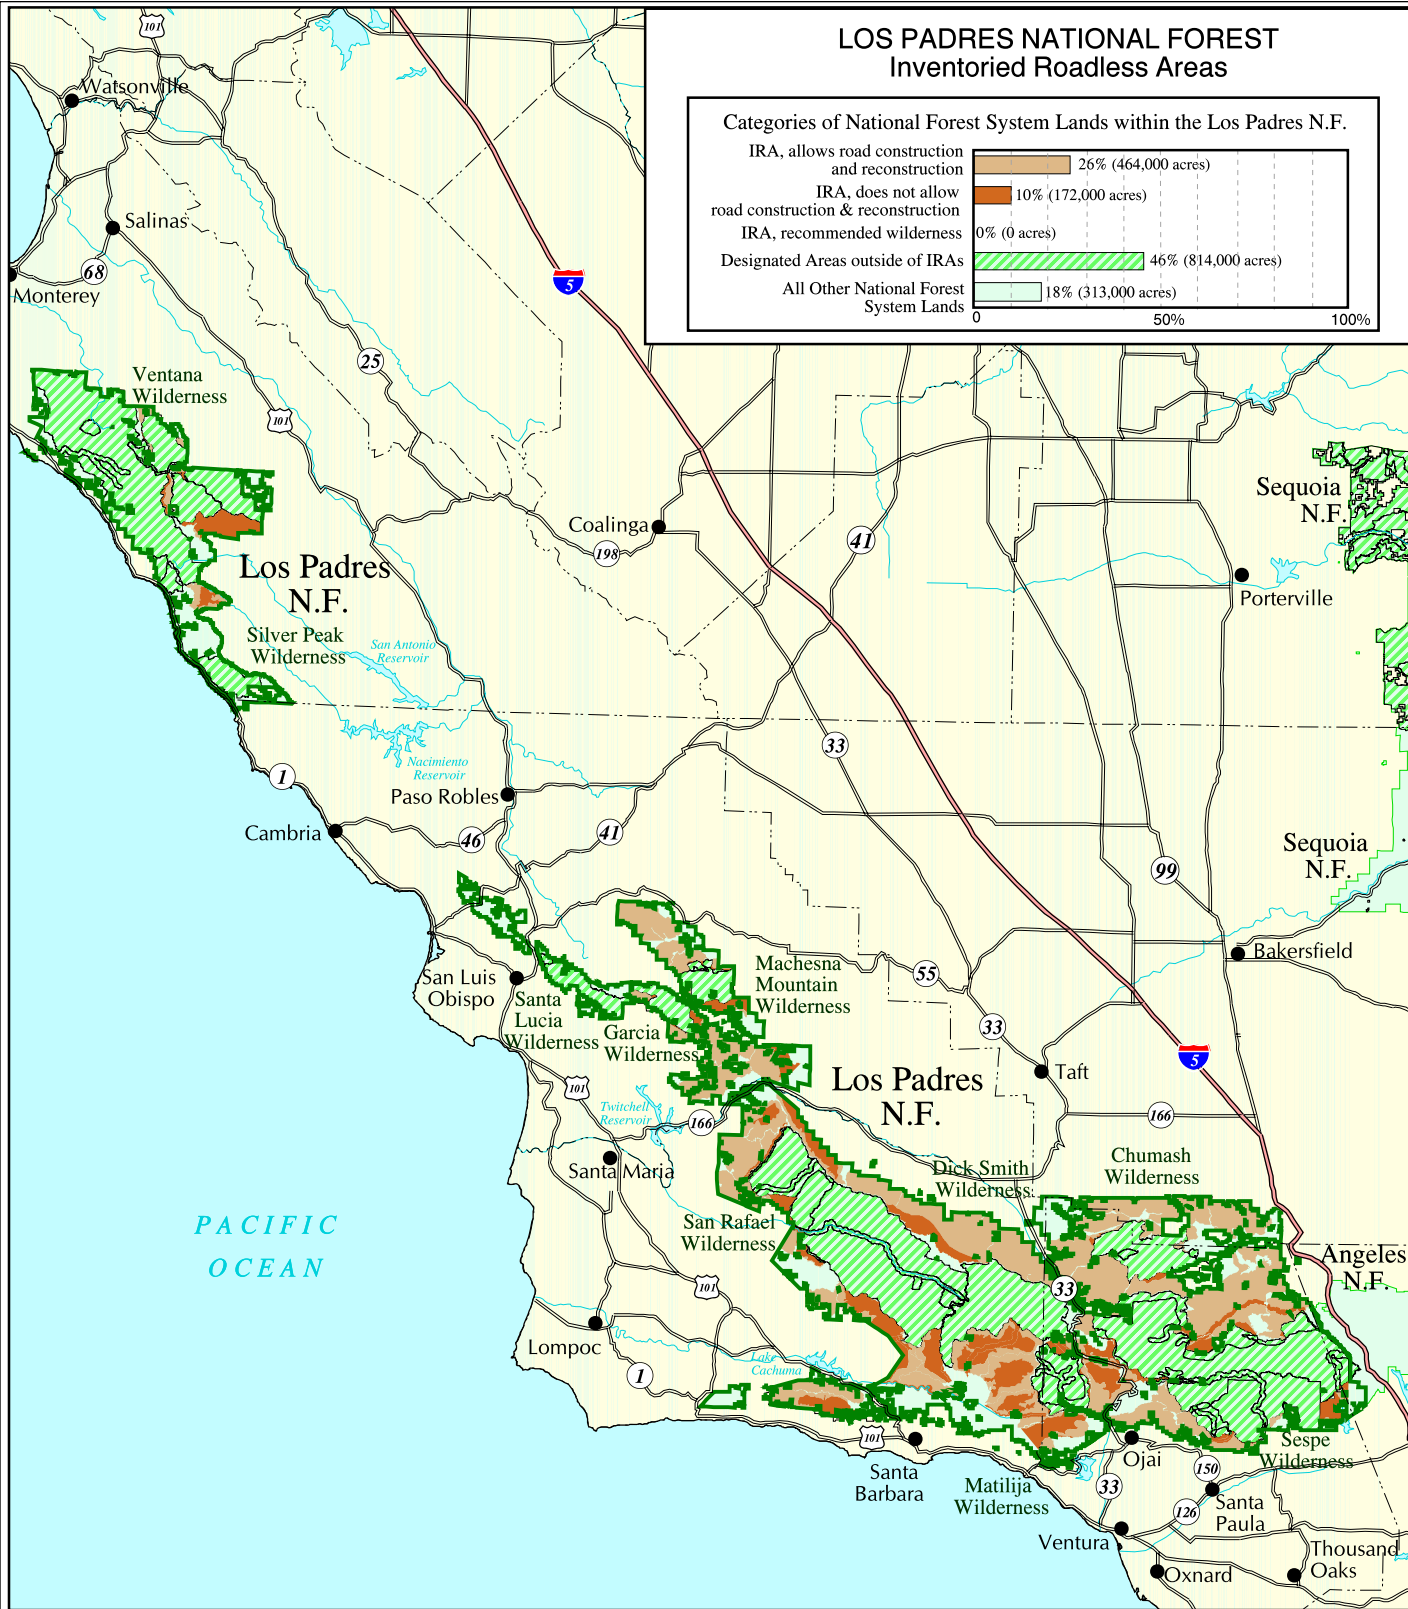 LOS PADRES NATIONAL FOREST
Inventoried Roadless Areas
Categories of National Forest System Lands within the Los Padres N.F.
IRA, allows road construction
and reconstruction
26% (464,000 acres)
IRA, does not allow
road construction & reconstruction
10% (172,000 acres)
IRA, recommended wilderness
0% (0 acres)
Designated Areas outside of IRAs
46% (814,000 acres)
All Other National Forest
System Lands
18% (313,000 acres)
0
50%
100%
101
Watsonville
Salinas
68
Monterey
5
25
Ventana
Wilderness
101
Sequoia
N.F.
Coalinga
198
41
Los Padres
N.F.
Porterville
Silver Peak
Wilderness
San Antonio
Reservoir
33
Nacimiento
Reservoir
1
Paso Robles
Cambria
46
41
Sequoia
N.F.
99
Bakersfield
San Luis
Obispo
Machesna
Mountain
Wilderness
55
Santa
Lucia
Wilderness
Garcia
Wilderness
33
5
Taft
Los Padres
N.F.
101
Twitchell
Reservoir
166
166
Santa Maria
Dick Smith
Wilderness
Chumash
Wilderness
PACIFIC
OCEAN
San Rafael
Wilderness
Angeles
N.F.
101
33
Lompoc
Lake
Cachuma
1
101
Santa
Barbara
Matilija
Wilderness
Ojai
Sespe
Wilderness
150
33
Santa
Paula
126
Ventura
Thousand
Oaks
Oxnard